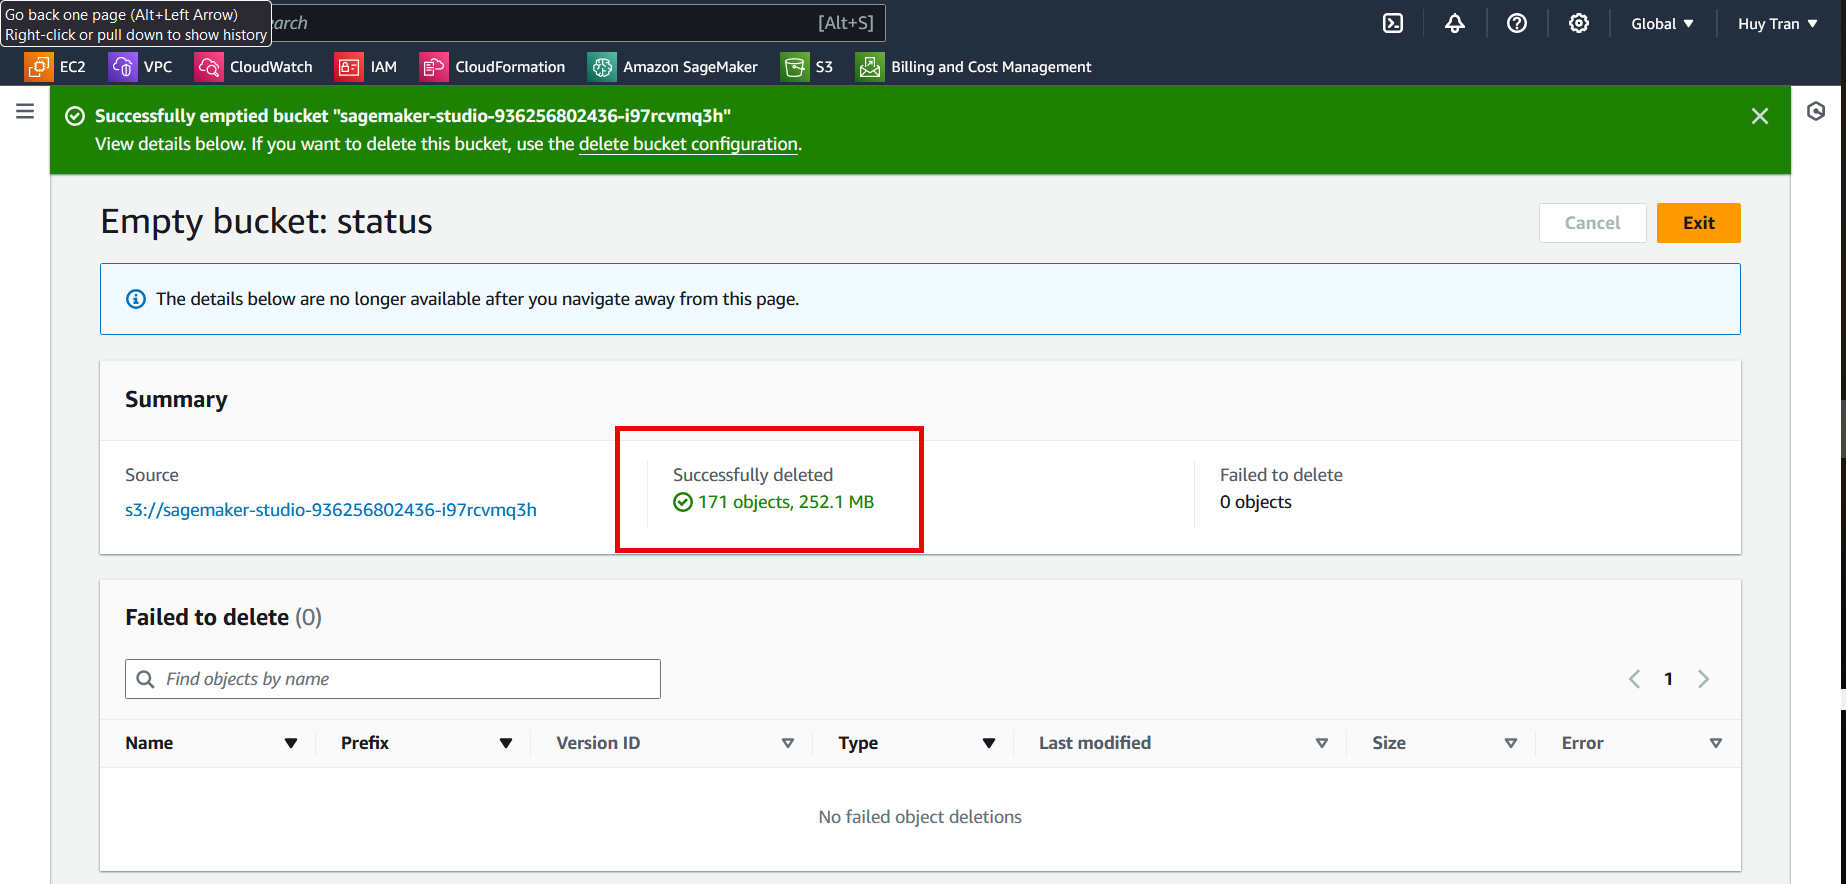 Go back one page (Alt+Left Arrow)
Right-click or pull down to show history
earch
[Alt+S]
Global
Huy Tran
EC2
VPC
CloudWatch
IAM
CloudFormation
Amazon SageMaker
S3
Billing and Cost Management
Successfully emptied bucket "sagemaker-studio-936256802436-i97rcvmq3h"
View details below. If you want to delete this bucket, use the delete bucket configuration.
Empty bucket: status
Cancel
Exit
The details below are no longer available after you navigate away from this page.
Summary
Source
s3://sagemaker-studio-936256802436-i97rcvmq3h
Successfully deleted
171 objects, 252.1 MB
Failed to delete
0 objects
Failed to delete (0)
Find objects by name
1
Name
Prefix
Version ID
Type
Last modified
Size
Error
No failed object deletions